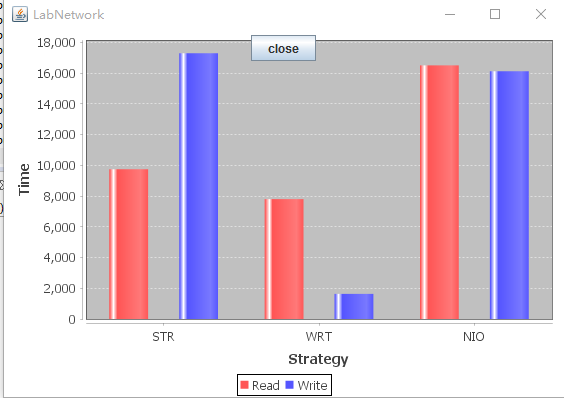 LabNetwork
close
18,000
16,000
14,000
12,000
10,000
8,000
6,000
4,000
2,000
0
Time
STR WRT NIO
Strategy
Read Write